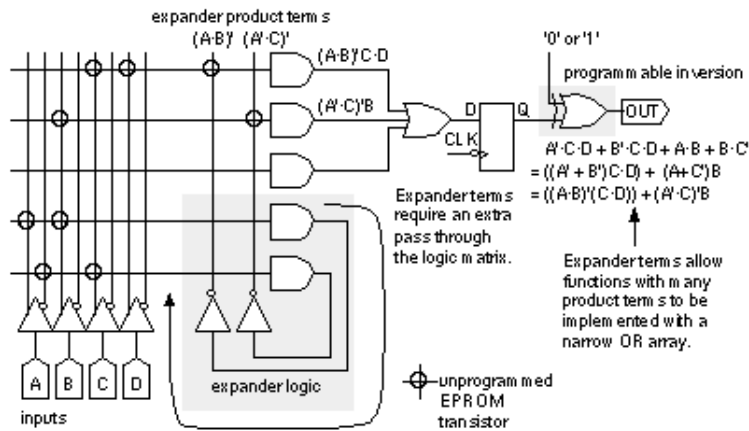 expander product terms
(A·B)' (A'·C)'
'0' or '1'
programmable in version
(A·B)'C·D
(A'·C)'B
D
Q
CLK
OUT
A'·C·D + B'·C·D + A·B + B·C'
= ((A' + B')C·D) + (A+C')B
= ((A·B)'(C·D)) + (A'·C)'B
Expander terms
require an extra
pass through
the logic matrix.
Expander terms allow
functions with many
product terms to be
implemented with a
narrow OR array.
A B C D
inputs
expander logic
unprogrammed
EPROM
transistor